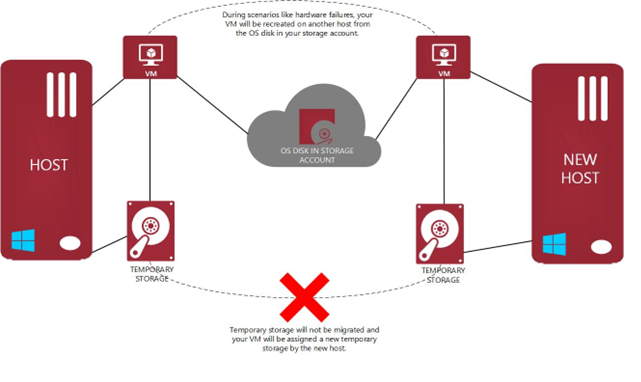 During scenarios like hardware failures, your
VM will be recreated on another host from
the OS disk in your storage account.
VM
VM
HOST
OS DISK IN STORAGE
ACCOUNT
NEW
HOST
TEMPORARY
STORAGE
TEMPORARY
STORAGE
Temporary storage will not be migrated and
your VM will be assigned a new temporary
storage by the new host.